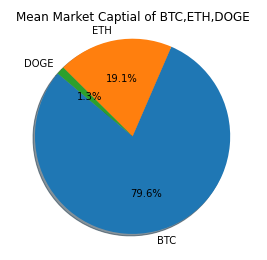 Mean Market Captial of BTC,ETH,DOGE
ETH
DOGE
19.1%
1.3%
79.6%
BTC